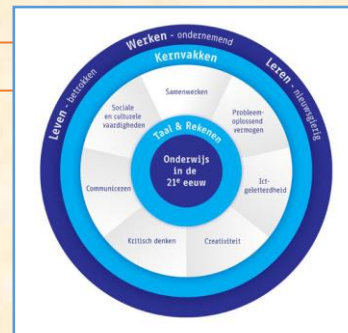 Werken - ondernemend
Leven - betrokken
Leren - nieuwsgierig
Kernvakken
Samenwerken
Sociale
en culturele
vaardigheden
Probleem-
oplossend
vermogen
Taal & Rekenen
Onderwijs
in de
21e eeuw
Communiceren
Ict-
geletterdheid
Kritisch denken
Creativiteit